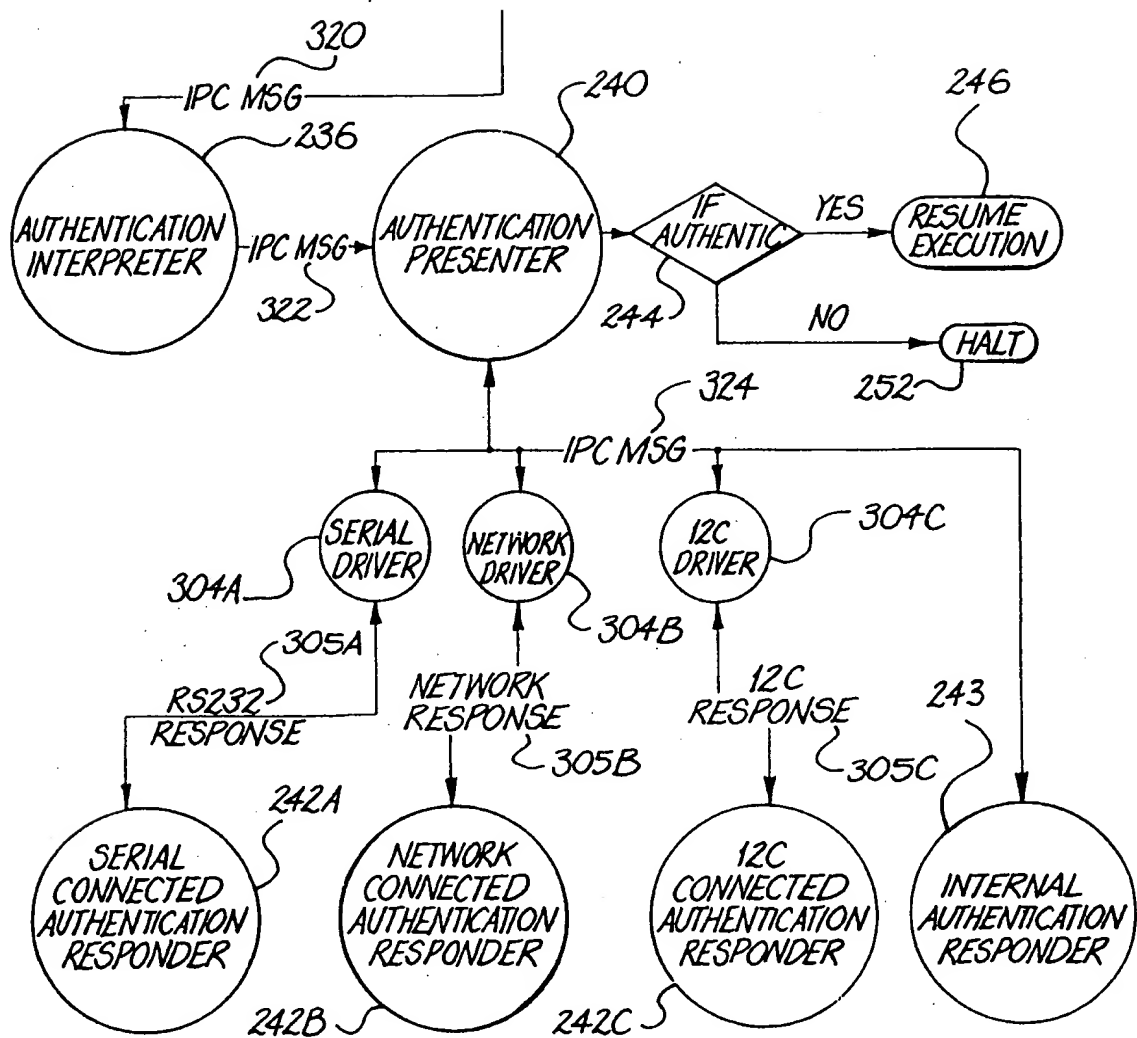 320
IPC MSG
236
240
246
AUTHENTICATION
INTERPRETER
IPC MSG
322
AUTHENTICATION
PRESENTER
IF
AUTHENTIC
244
YES
RESUME
EXECUTION
NO
HALT
252
324
IPC MSG
SERIAL
DRIVER
304A
NETWORK
DRIVER
304B
12C
DRIVER
304C
305A
RS232
RESPONSE
NETWORK
RESPONSE
305B
12C
RESPONSE
305C
243
242A
SERIAL
CONNECTED
AUTHENTICATION
RESPONDER
NETWORK
CONNECTED
AUTHENTICATION
RESPONDER
242B
12C
CONNECTED
AUTHENTICATION
RESPONDER
242C
INTERNAL
AUTHENTICATION
RESPONDER